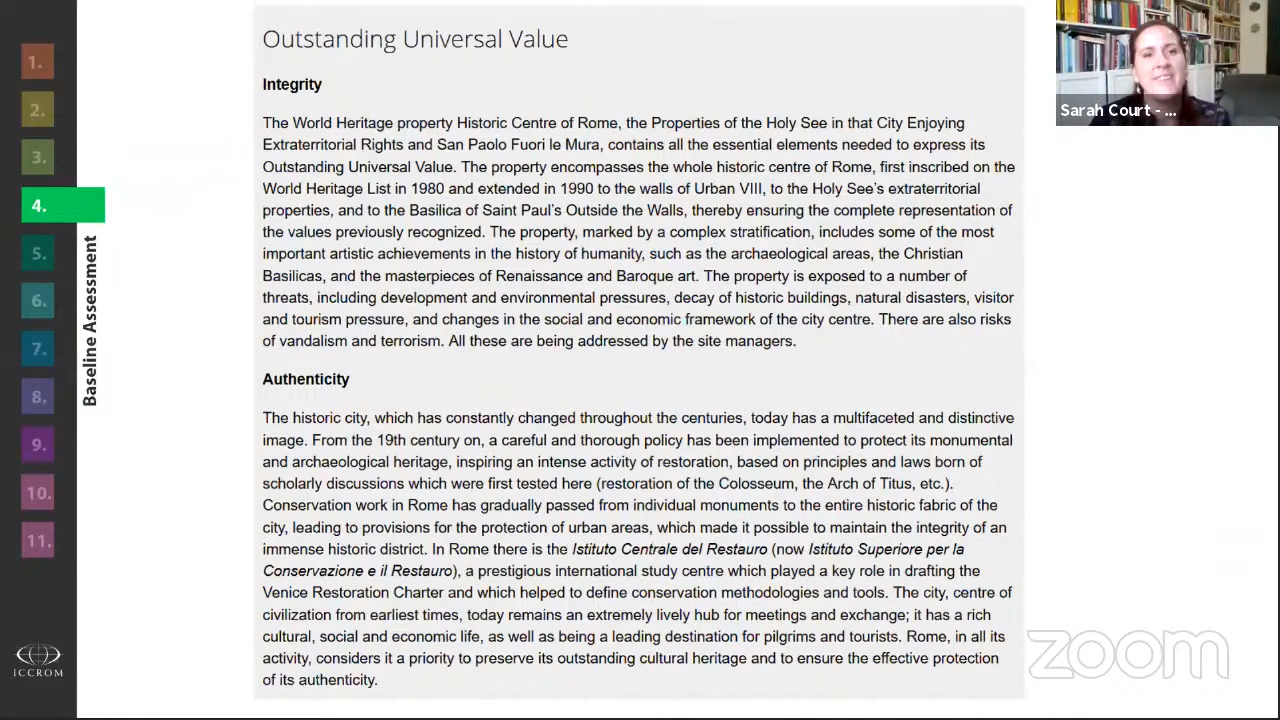 1.
2.
3.
4.
5.
6.
7.
8.
9.
10.
11.
Baseline Assessment
ICCROM
Outstanding Universal Value
Integrity
The World Heritage property Historic Centre of Rome, the Properties of the Holy See in that City Enjoying
Extraterritorial Rights and San Paolo Fuori le Mura, contains all the essential elements needed to express its
Outstanding Universal Value. The property encompasses the whole historic centre of Rome, first inscribed on the
World Heritage List in 1980 and extended in 1990 to the walls of Urban VIII, to the Holy See's extraterritorial
properties, and to the Basilica of Saint Paul's Outside the Walls, thereby ensuring the complete representation of
the values previously recognized. The property, marked by a complex stratification, includes some of the most
important artistic achievements in the history of humanity, such as the archaeological areas, the Christian
Basilicas, and the masterpieces of Renaissance and Baroque art. The property is exposed to a number of
threats, including development and environmental pressures, decay of historic buildings, natural disasters, visitor
and tourism pressure, and changes in the social and economic framework of the city centre. There are also risks
of vandalism and terrorism. All these are being addressed by the site managers.
Authenticity
The historic city, which has constantly changed throughout the centuries, today has a multifaceted and distinctive
image. From the 19th century on, a careful and thorough policy has been implemented to protect its monumental
and archaeological heritage, inspiring an intense activity of restoration, based on principles and laws born of
scholarly discussions which were first tested here (restoration of the Colosseum, the Arch of Titus, etc.).
Conservation work in Rome has gradually passed from individual monuments to the entire historic fabric of the
city, leading to provisions for the protection of urban areas, which made it possible to maintain the integrity of an
immense historic district. In Rome there is the Istituto Centrale del Restauro (now Istituto Superiore per la
Conservazione e il Restauro), a prestigious international study centre which played a key role in drafting the
Venice Restoration Charter and which helped to define conservation methodologies and tools. The city, centre of
civilization from earliest times, today remains an extremely lively hub for meetings and exchange; it has a rich
cultural, social and economic life, as well as being a leading destination for pilgrims and tourists. Rome, in all its
activity, considers it a priority to preserve its outstanding cultural heritage and to ensure the effective protection
of its authenticity.
Sarah Court - ...
zoom